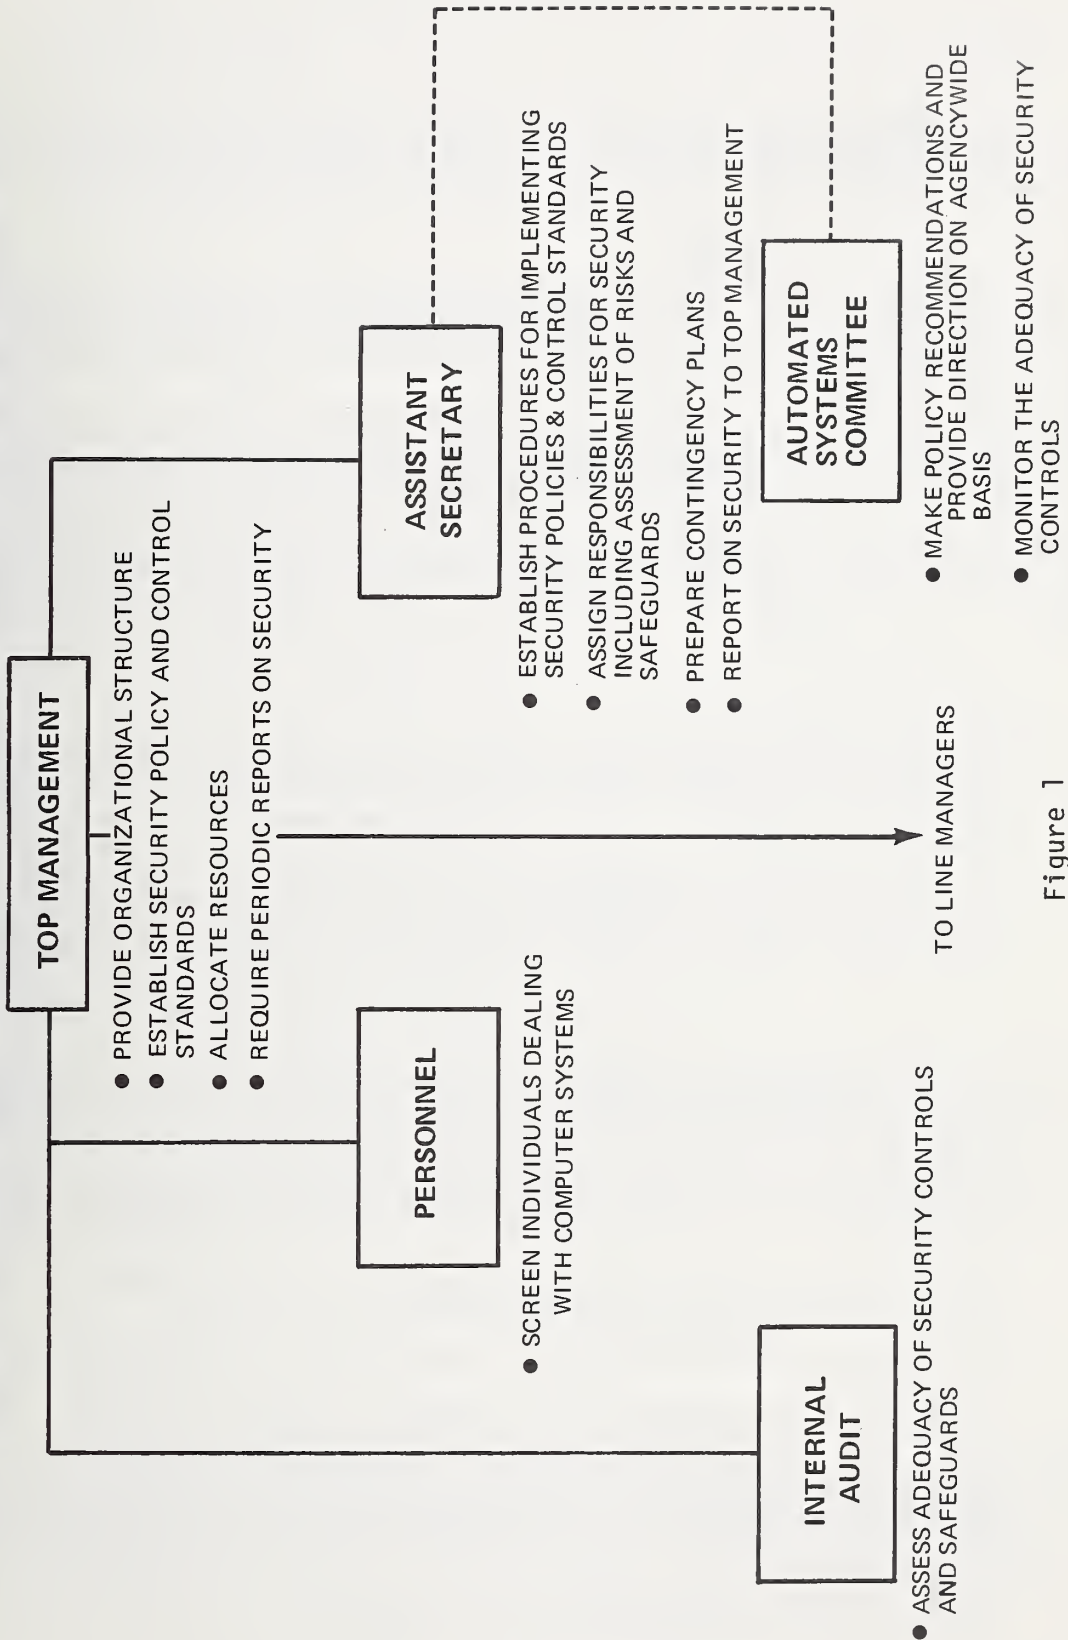 TOP MANAGEMENT
● PROVIDE ORGANIZATIONAL STRUCTURE
● ESTABLISH SECURITY POLICY AND CONTROL
STANDARDS
● ALLOCATE RESOURCES
● REQUIRE PERIODIC REPORTS ON SECURITY
PERSONNEL
● SCREEN INDIVIDUALS DEALING
WITH COMPUTER SYSTEMS
ASSISTANT
SECRETARY
● ESTABLISH PROCEDURES FOR IMPLEMENTING
SECURITY POLICIES & CONTROL STANDARDS
● ASSIGN RESPONSIBILITIES FOR SECURITY
INCLUDING ASSESSMENT OF RISKS AND
SAFEGUARDS
● PREPARE CONTINGENCY PLANS
● REPORT ON SECURITY TO TOP MANAGEMENT
INTERNAL
AUDIT
● ASSESS ADEQUACY OF SECURITY CONTROLS
AND SAFEGUARDS
TO LINE MANAGERS
AUTOMATED
SYSTEMS
COMMITTEE
● MAKE POLICY RECOMMENDATIONS AND
PROVIDE DIRECTION ON AGENCYWIDE
BASIS
● MONITOR THE ADEQUACY OF SECURITY
CONTROLS
Figure 1